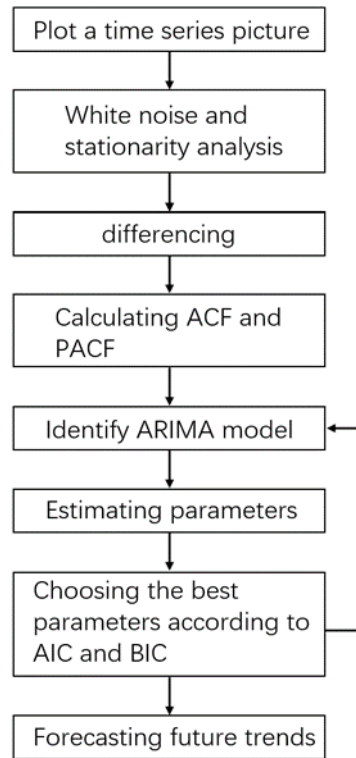 Plot a time series picture
White noise and
stationarity analysis
differencing
Calculating ACF and
PACF
Identify ARIMA model
Estimating parameters
Choosing the best
parameters according to
AIC and BIC
Forecasting future trends